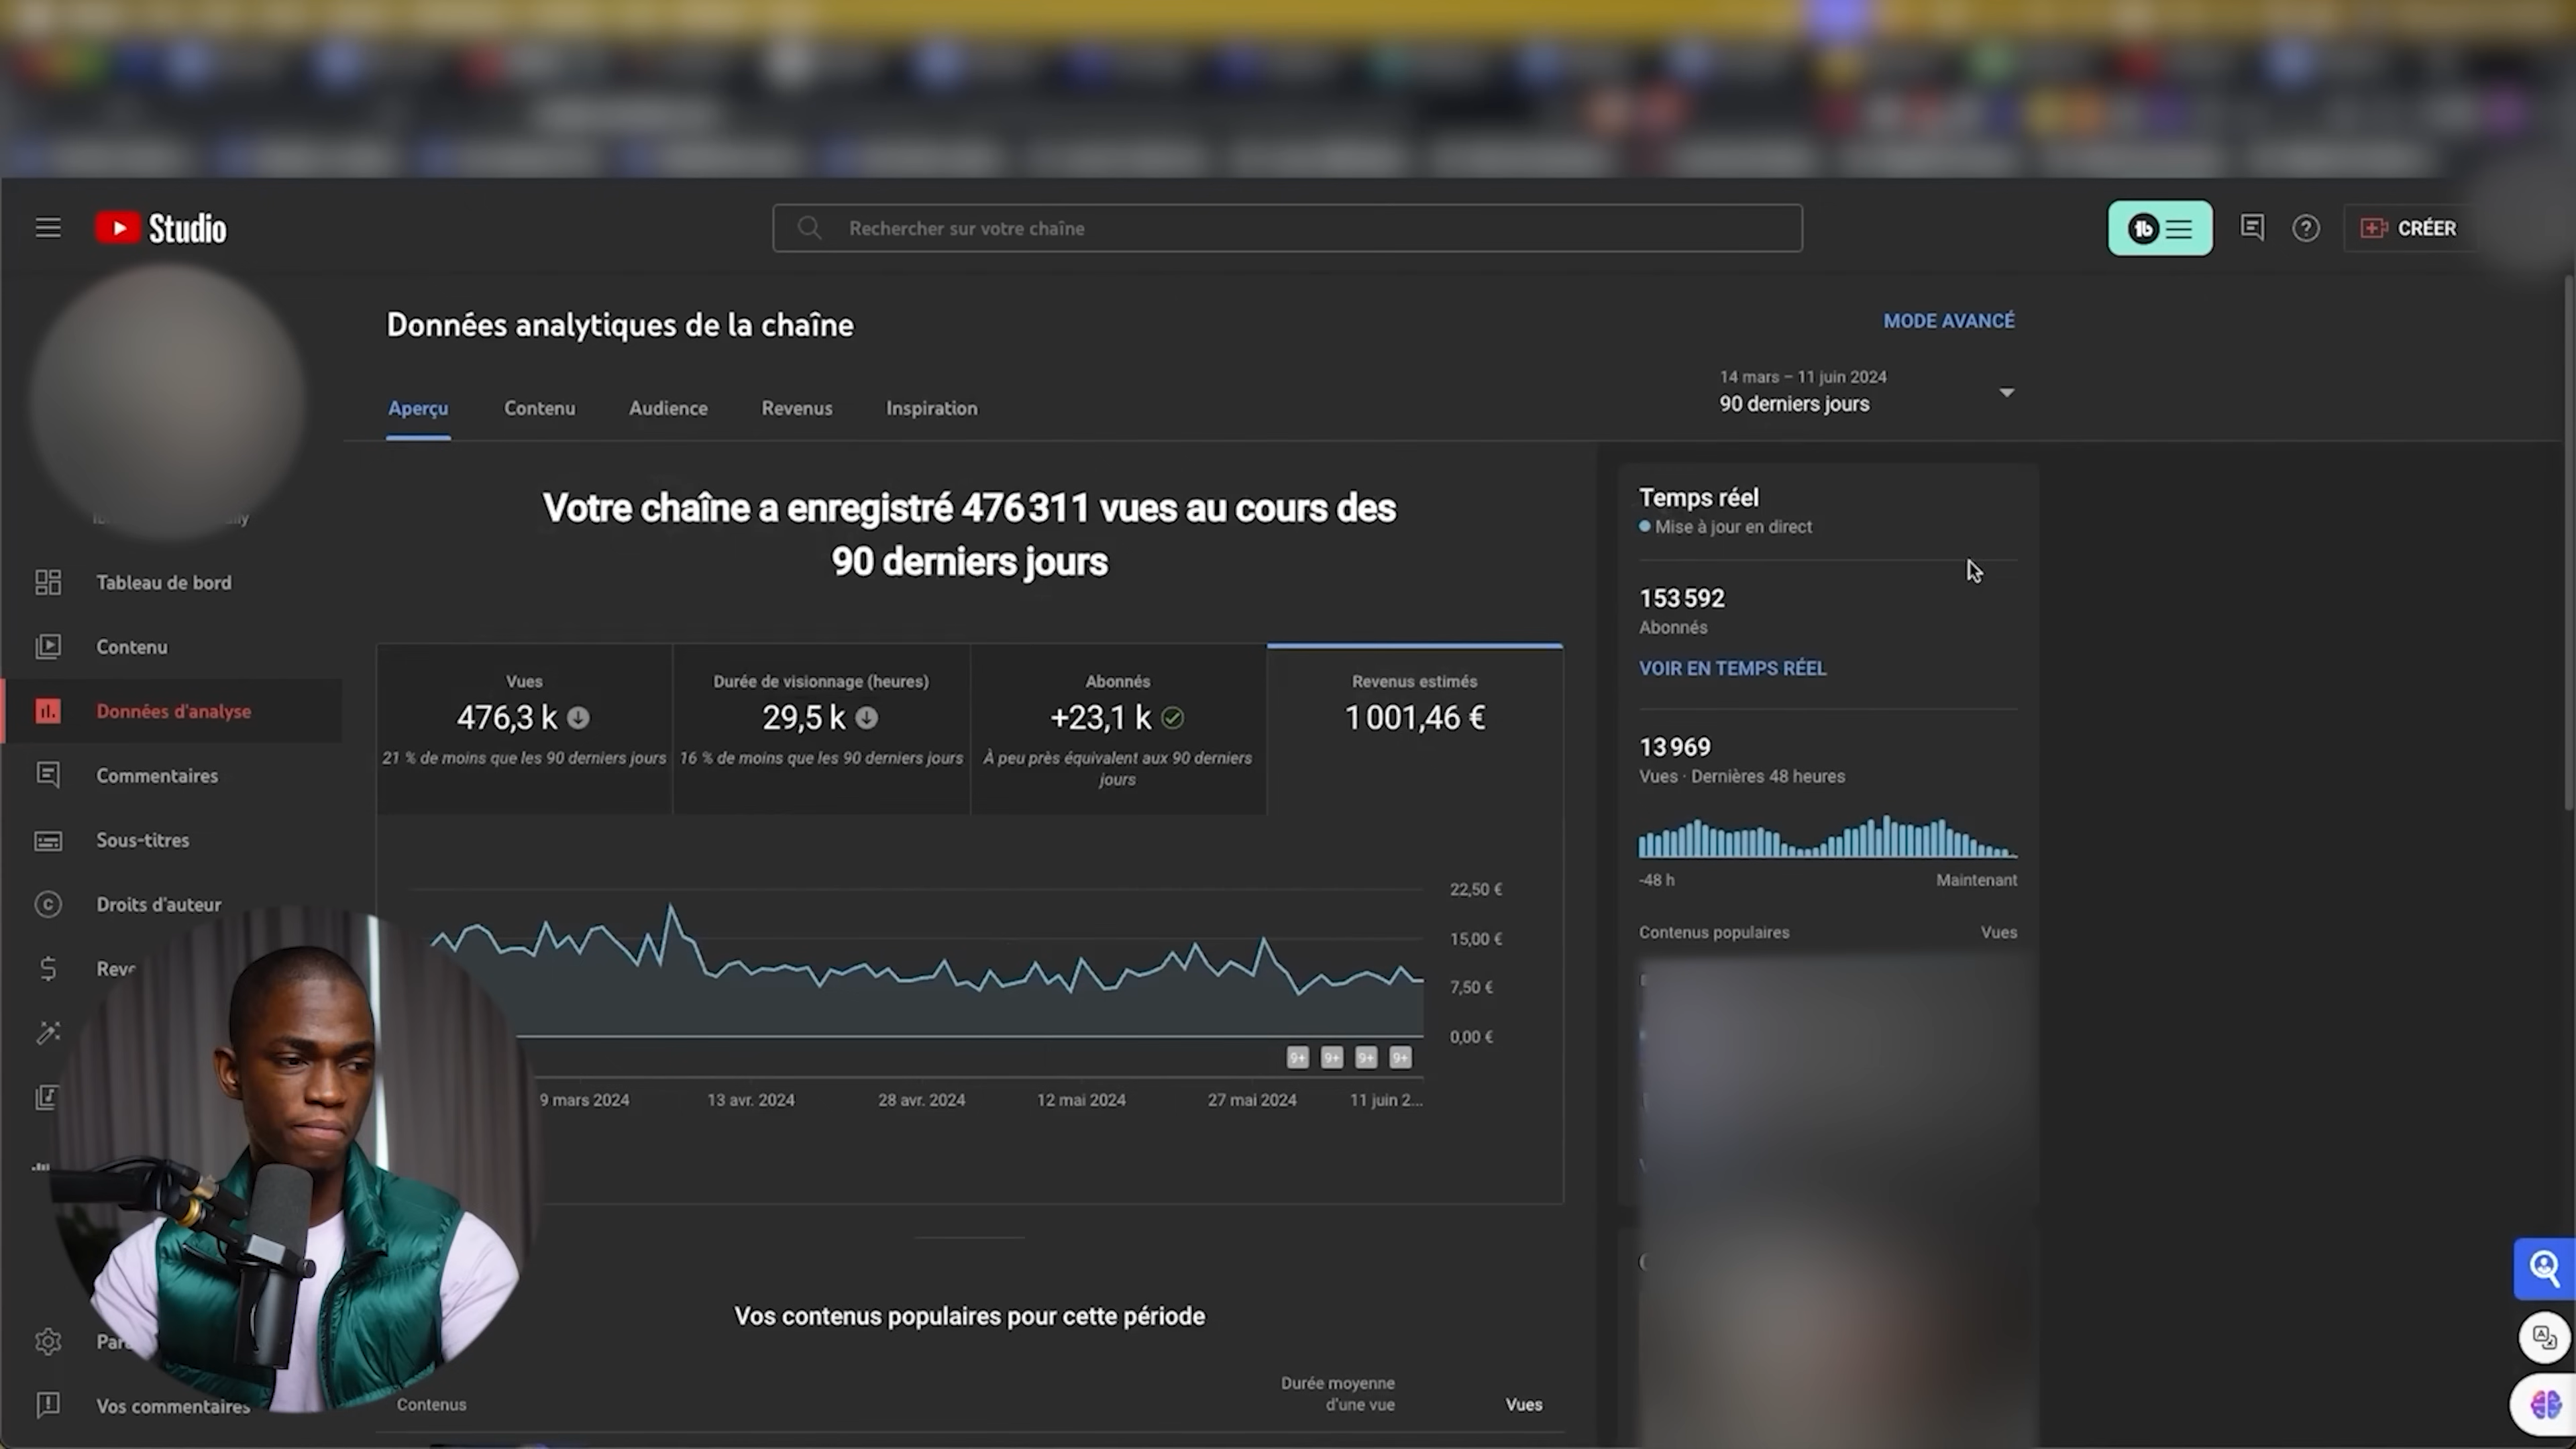 Studio
Rechercher sur votre chaîne
CRÉER
Données analytiques de la chaîne
MODE AVANCÉ
14 mars – 11 juin 2024
90 derniers jours
Aperçu
Contenu
Audience
Revenus
Inspiration
Votre chaîne a enregistré 476 311 vues au cours des
90 derniers jours
Tableau de bord
Contenu
Données d'analyse
Commentaires
Sous-titres
Droits d'auteur
Vos commentaires
Vues
476,3 k
21 % de moins que les 90 derniers jours
Durée de visionnage (heures)
29,5 k
16 % de moins que les 90 derniers jours
Abonnés
+23,1 k
À peu près équivalent aux 90 derniers
jours
Revenus estimés
1 001,46 €
22,50 €
15,00 €
7,50 €
0,00 €
9+ 9+ 9+ 9+
9 mars 2024
13 avr. 2024
28 avr. 2024
12 mai 2024
27 mai 2024
11 juin 2...
Vos contenus populaires pour cette période
Contenus
Durée moyenne
d'une vue
Vues
Temps réel
Mise à jour en direct
153 592
Abonnés
VOIR EN TEMPS RÉEL
13 969
Vues · Dernières 48 heures
-48 h
Maintenant
Contenus populaires
Vues